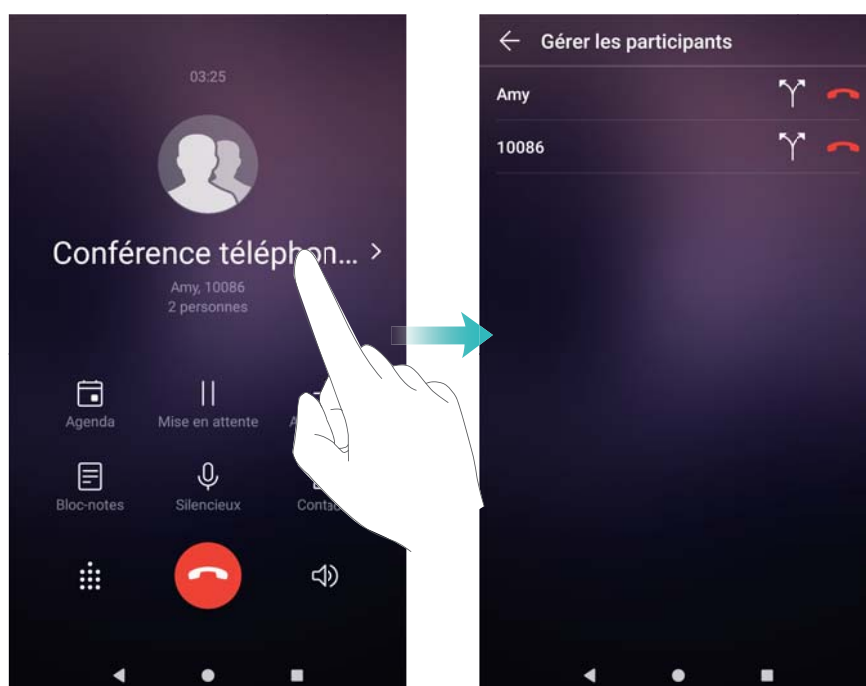 03:25
Conférence téléphon...
Amy, 10086
2 personnes
Agenda
Mise en attente
Bloc-notes
Silencieux
Gérer les participants
Amy
10086